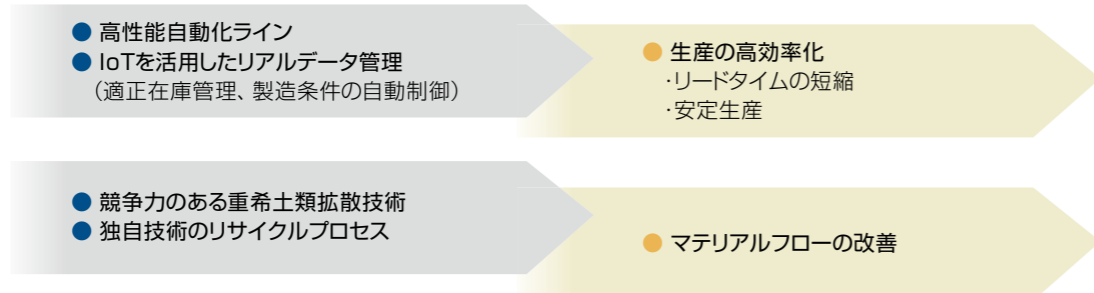 ● 高性能自動化ライン
● IoTを活用したリアルデータ管理
（適正在庫管理、製造条件の自動制御）
● 生産の高効率化
・リードタイムの短縮
・安定生産
● 競争力のある重希土類拡散技術
● 独自技術のリサイクルプロセス
● マテリアルフローの改善